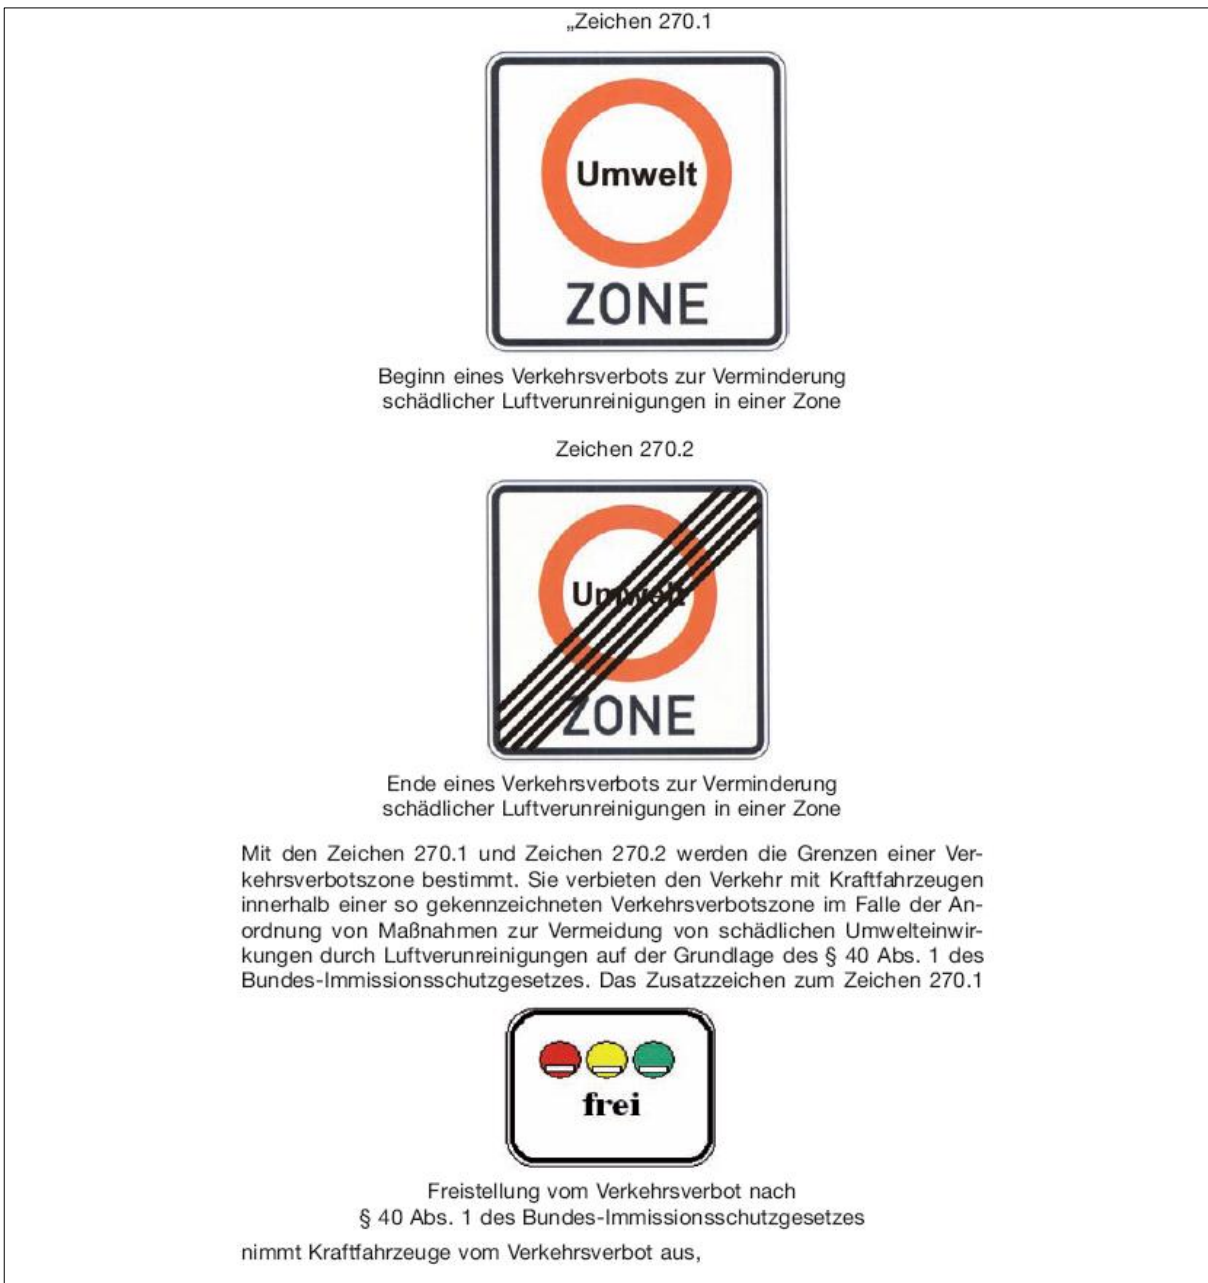 „Zeichen 270.1
Umwelt
ZONE
Beginn eines Verkehrsverbots zur Verminderung
schädlicher Luftverunreinigungen in einer Zone
Zeichen 270.2
Umwelt
ZONE
Ende eines Verkehrsverbots zur Verminderung
schädlicher Luftverunreinigungen in einer Zone
Mit den Zeichen 270.1 und Zeichen 270.2 werden die Grenzen einer Ver-
kehrsverbotszone bestimmt. Sie verbieten den Verkehr mit Kraftfahrzeugen
innerhalb einer so gekennzeichneten Verkehrsverbotszone im Falle der An-
ordnung von Maßnahmen zur Vermeidung von schädlichen Umwelteinwir-
kungen durch Luftverunreinigungen auf der Grundlage des § 40 Abs. 1 des
Bundes-Immissionsschutzgesetzes. Das Zusatzzeichen zum Zeichen 270.1
frei
Freistellung vom Verkehrsverbot nach
§ 40 Abs. 1 des Bundes-Immissionsschutzgesetzes
nimmt Kraftfahrzeuge vom Verkehrsverbot aus,